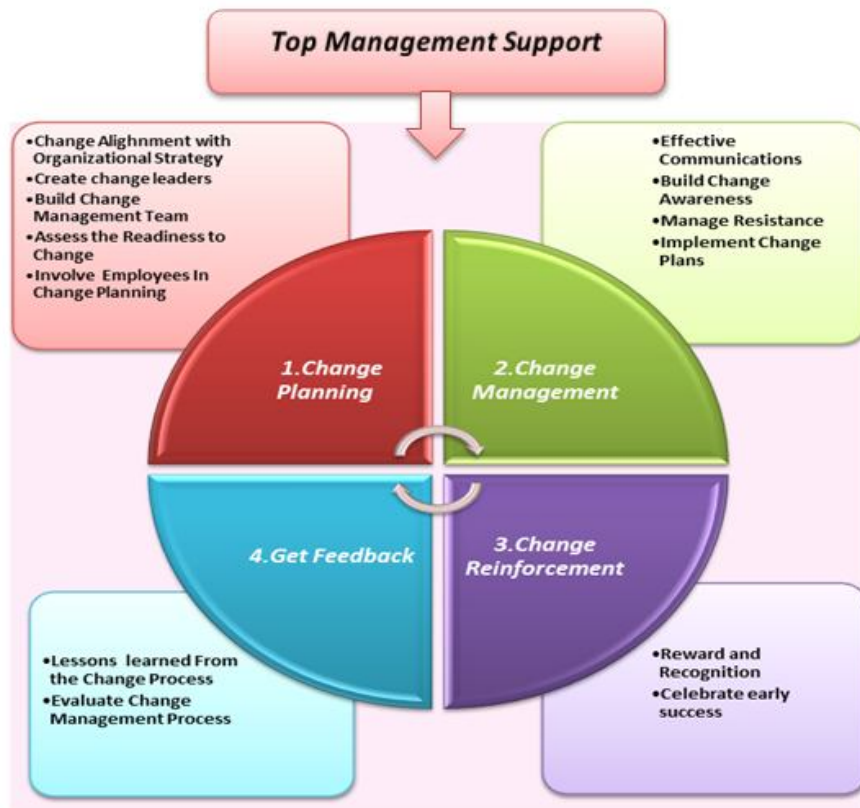 Top Management Support
•Change Alighnment with
Organizational Strategy
•Create change leaders
•Build Change
Management Team
•Assess the Readiness to
Change
•Involve Employees In
Change Planning
•Effective
Communications
•Build Change
Awareness
•Manage Resistance
•Implement Change
Plans
1.Change
Planning
2.Change
Management
4.Get Feedback
3.Change
Reinforcement
•Lessons learned From
the Change Process
•Evaluate Change
Management Process
•Reward and
Recognition
•Celebrate early
success